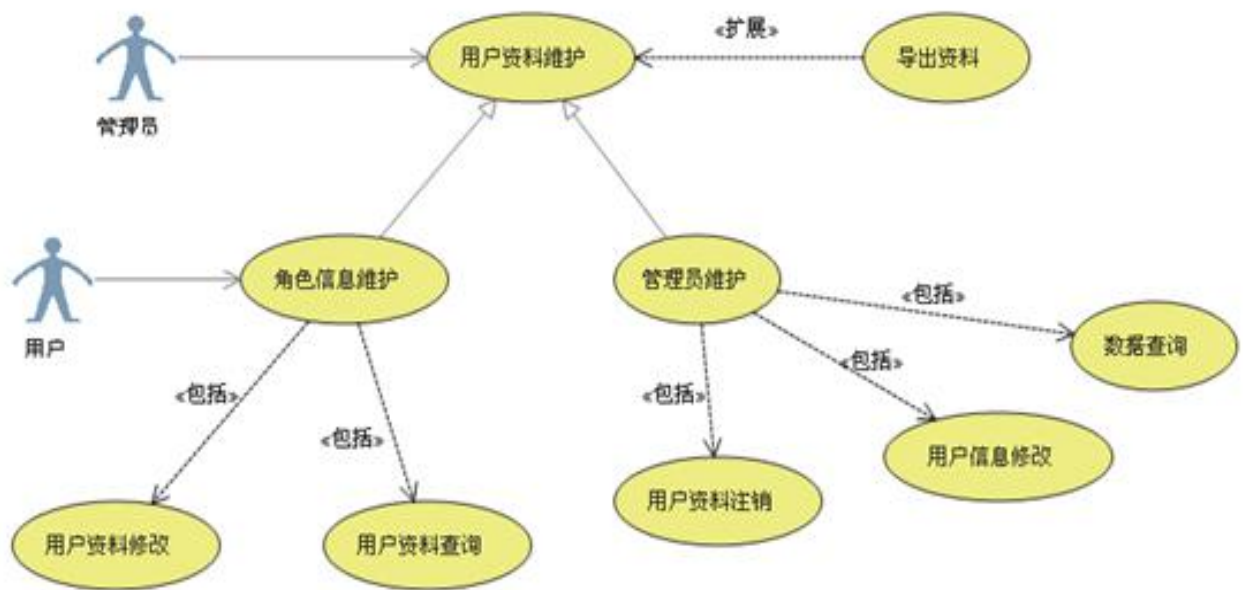 «扩展»
用户资料维护
导出资料
管理员
角色信息维护
管理员维护
«包括»
数据查询
用户
«包括»
«包括»
«包括»
«包括»
用户信息修改
用户资料注销
用户资料修改
用户资料查询